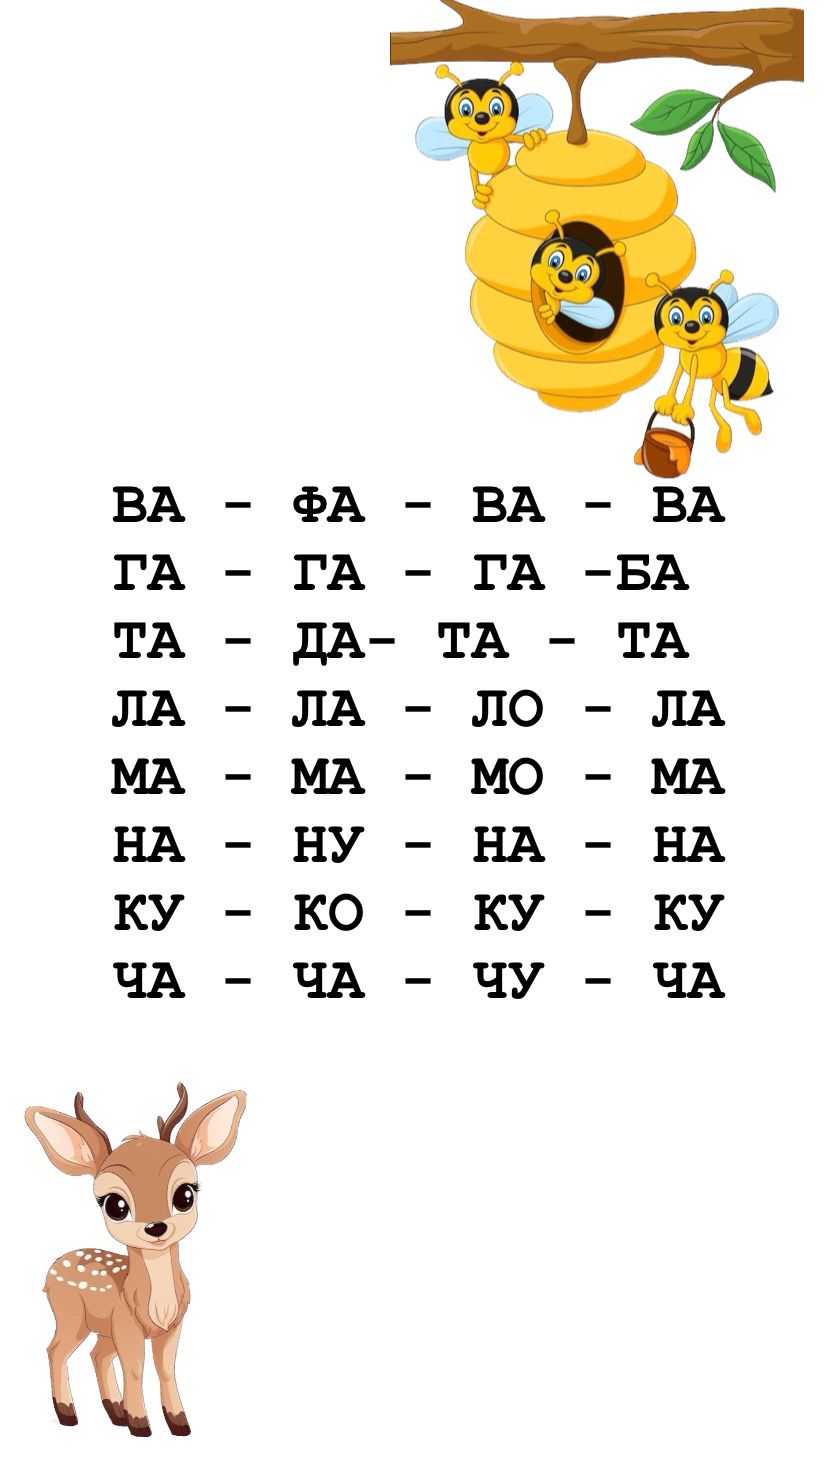 ВА - ФА - ВА - ВА
ГА - ГА - ГА -БА
ТА - ДА- ТА - ТА
ЛА - ЛА - ЛО - ЛА
МА - МА - МО - МА
НА - НУ - НА - НА
КУ - КО - КУ - КУ
ЧА - ЧА - ЧУ - ЧА